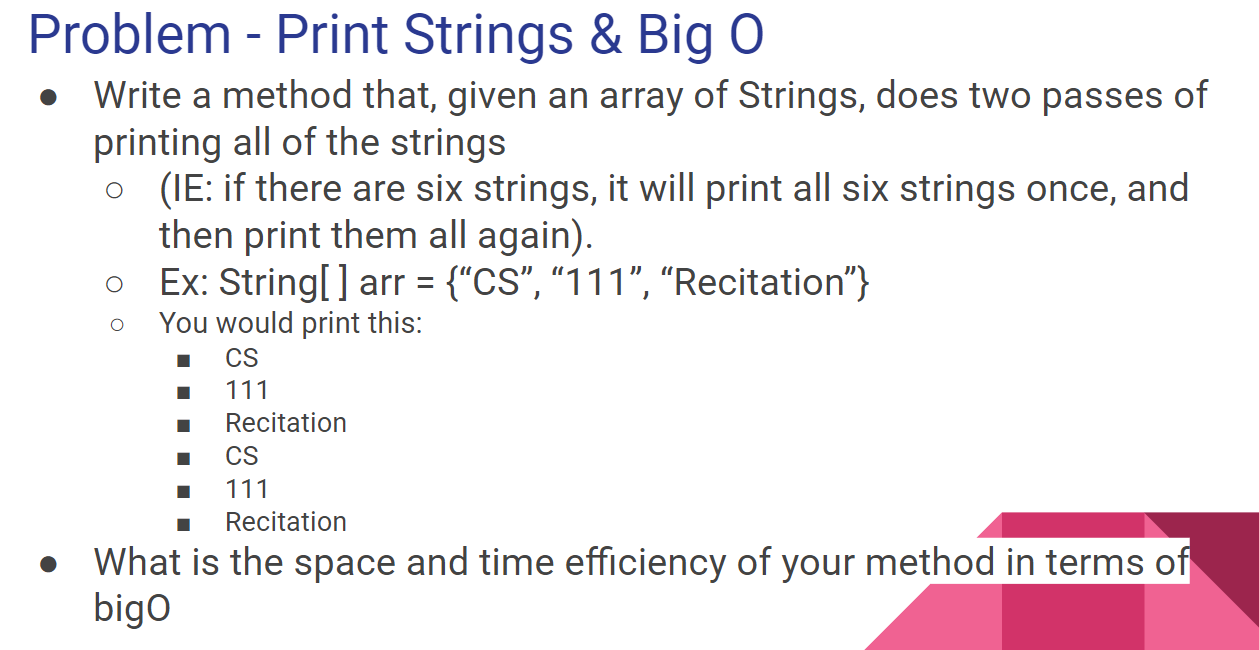 Problem - Print Strings & Big O
● Write a method that, given an array of Strings, does two passes of
printing all of the strings
○ (IE: if there are six strings, it will print all six strings once, and
then print them all again).
○ Ex: String[ ] arr = {“CS”, “111”, “Recitation”}
○ You would print this:
■ CS
■ 111
■ Recitation
■ CS
■ 111
■ Recitation
● What is the space and time efficiency of your method in terms of
bigO